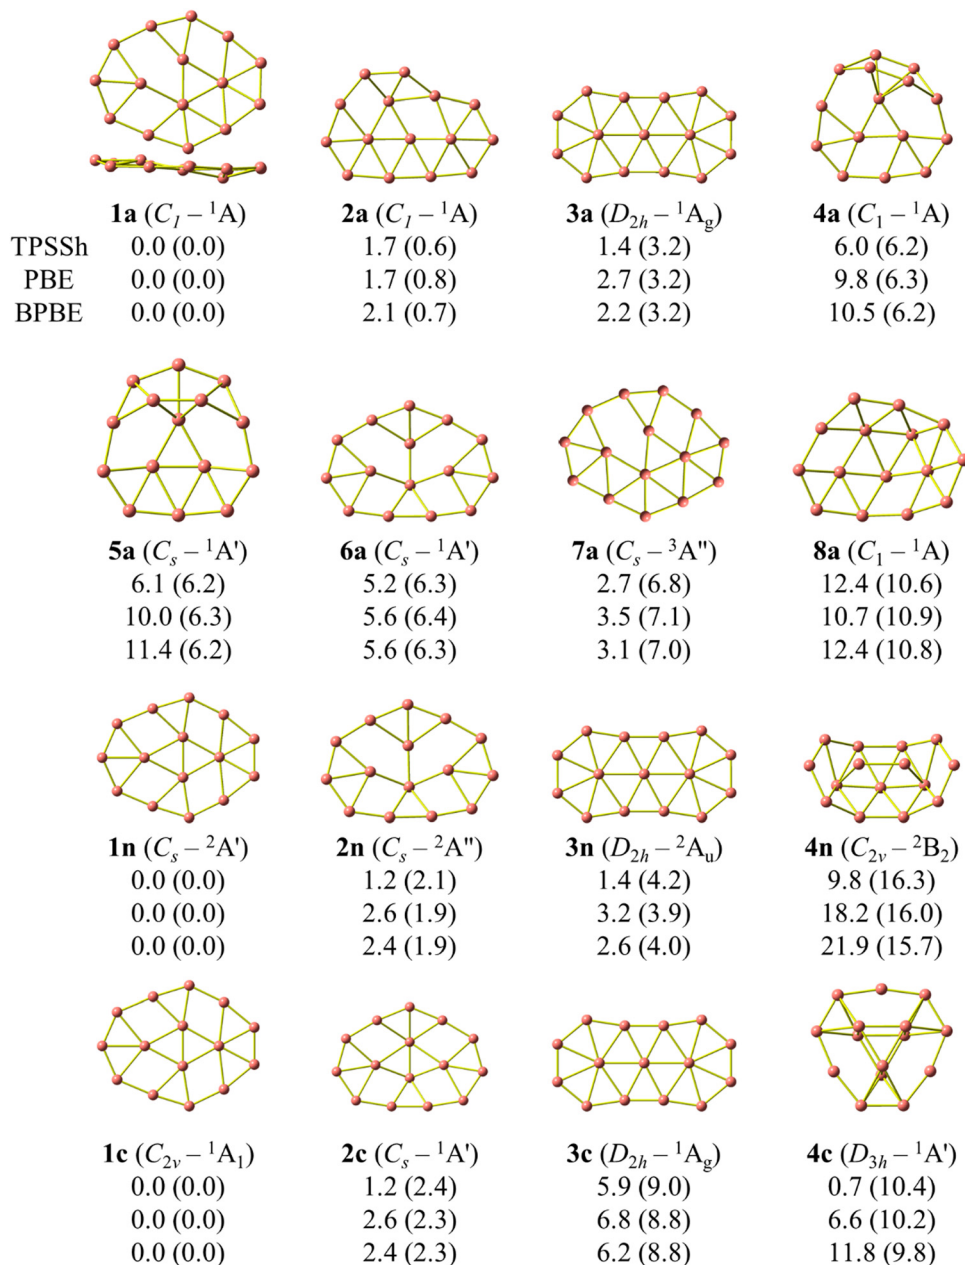 1a (C1 – ¹A) 2a (C1 – ¹A) 3a (D2h – ¹Ag) 4a (C1 – ¹A)
TPSSh 0.0 (0.0) 1.7 (0.6) 1.4 (3.2) 6.0 (6.2)
PBE 0.0 (0.0) 1.7 (0.8) 2.7 (3.2) 9.8 (6.3)
BPBE 0.0 (0.0) 2.1 (0.7) 2.2 (3.2) 10.5 (6.2)
5a (Cs – ¹A') 6a (Cs – ¹A') 7a (Cs – ³A") 8a (C1 – ¹A)
6.1 (6.2) 5.2 (6.3) 2.7 (6.8) 12.4 (10.6)
10.0 (6.3) 5.6 (6.4) 3.5 (7.1) 10.7 (10.9)
11.4 (6.2) 5.6 (6.3) 3.1 (7.0) 12.4 (10.8)
1n (Cs – ²A') 2n (Cs – ²A") 3n (D2h – ²Au) 4n (C2v – ²B2)
0.0 (0.0) 1.2 (2.1) 1.4 (4.2) 9.8 (16.3)
0.0 (0.0) 2.6 (1.9) 3.2 (3.9) 18.2 (16.0)
0.0 (0.0) 2.4 (1.9) 2.6 (4.0) 21.9 (15.7)
1c (C2v – ¹A1) 2c (Cs – ¹A') 3c (D2h – ¹Ag) 4c (D3h – ¹A')
0.0 (0.0) 1.2 (2.4) 5.9 (9.0) 0.7 (10.4)
0.0 (0.0) 2.6 (2.3) 6.8 (8.8) 6.6 (10.2)
0.0 (0.0) 2.4 (2.3) 6.2 (8.8) 11.8 (9.8)